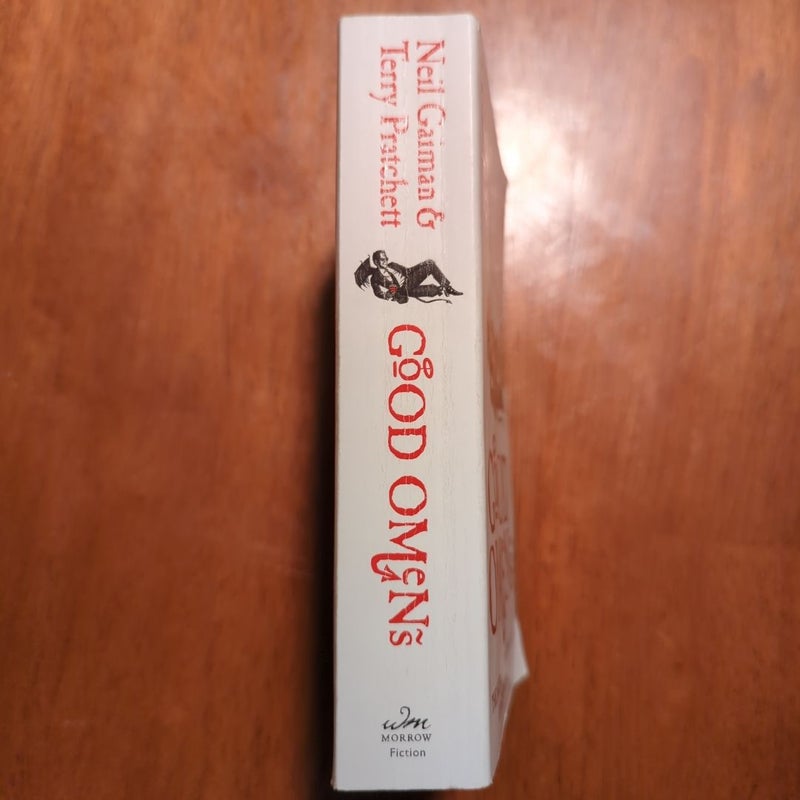 Neil Gaiman &
Terry Pratchett
GOOD OMENS
wm
MORROW
Fiction